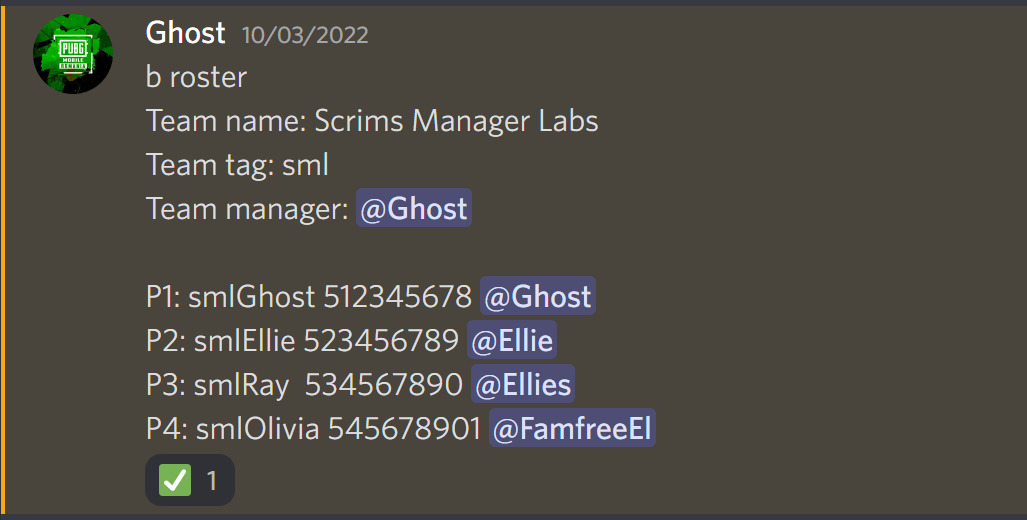 PUBG
MOBILE
Ghost 10/03/2022
b roster
Team name: Scrims Manager Labs
Team tag: sml
Team manager: @Ghost
P1: smlGhost 512345678 @Ghost
P2: smlEllie 523456789 @Ellie
P3: smlRay  534567890 @Ellies
P4: smlOlivia 545678901 @FamfreeEl
1